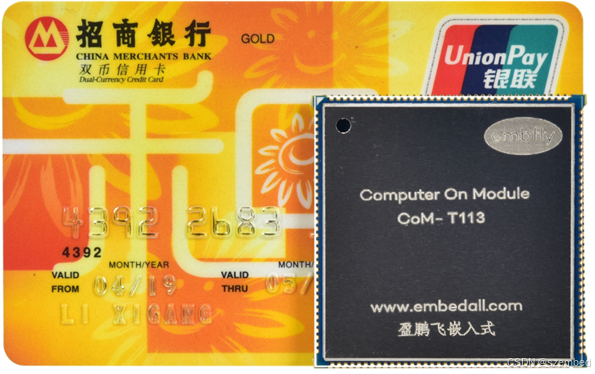 招商银行
GOLD
CHINA MERCHANTS BANK
双币信用卡
Dual-Currency Credit Card
UnionPay
银联
embfly
Computer On Module
CoM- T113
4392 2683
4392
MONTH/YEAR
MONTH/
VALID FROM
04/19
VALID THRU
LI XIGANG
www.embedall.com
盈鹏飞嵌入式
CSDN @szembed